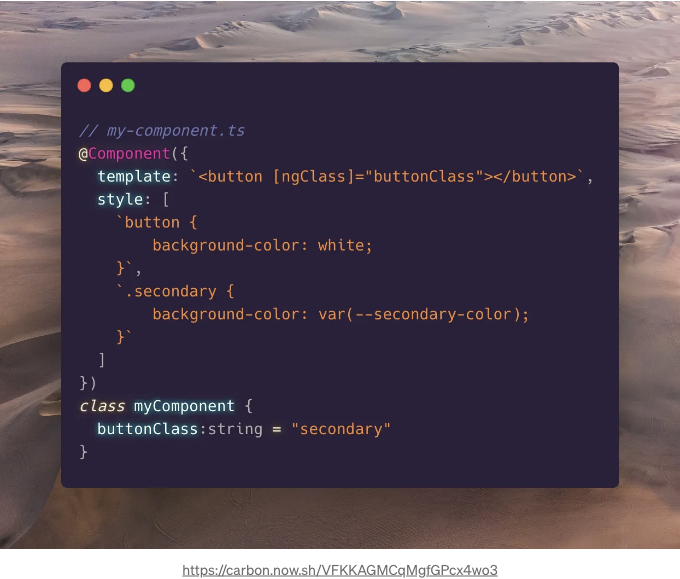 // my-component.ts
@Component({
  template: `<button [ngClass]="buttonClass"></button>`,
  style: [
    `button {
        background-color: white;
    }`,
    `.secondary {
        background-color: var(--secondary-color);
    }`
  ]
})
class myComponent {
  buttonClass:string = "secondary"
}
https://carbon.now.sh/VFKKAGMCqMgfGPcx4wo3